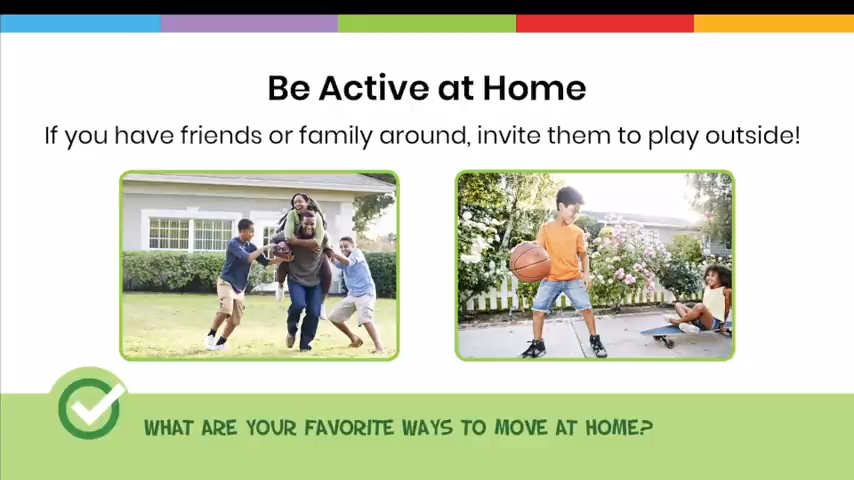 Be Active at Home
If you have friends or family around, invite them to play outside!
WHAT ARE YOUR FAVORITE WAYS TO MOVE AT HOME?